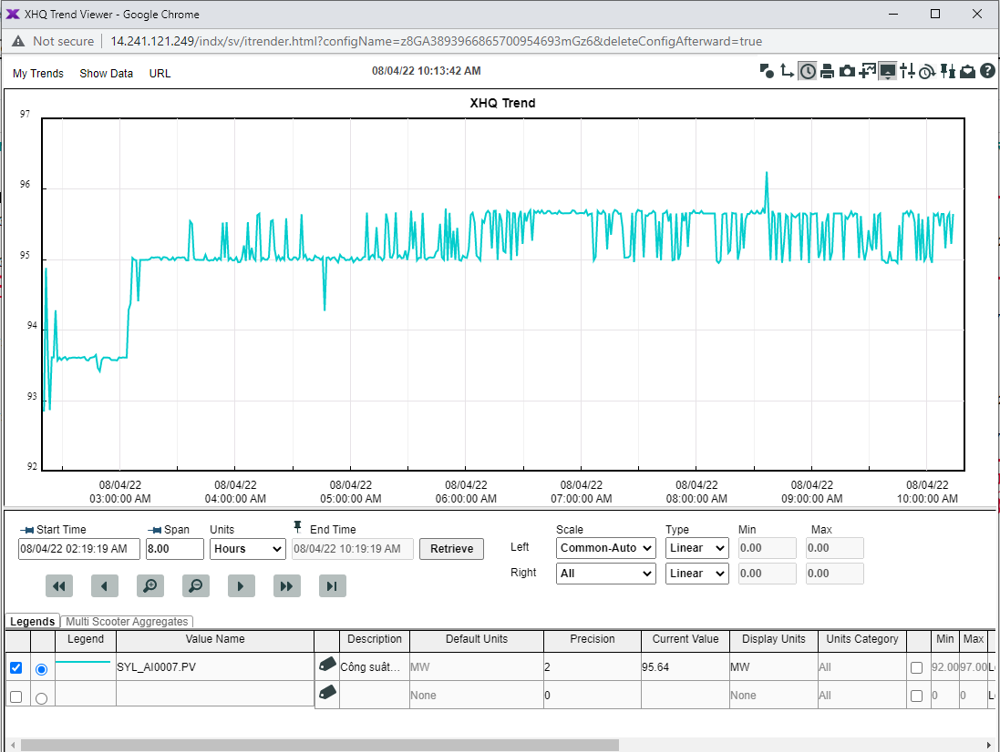 XHQ Trend Viewer - Google Chrome
Not secure 14.241.121.249/indx/sv/itrender.html?configName=z8GA3893966865700954693mGz6&deleteConfigAfterward=true
My Trends Show Data URL 08/04/22 10:13:42 AM
XHQ Trend
97
96
95
94
93
92
08/04/22 08/04/22 08/04/22 08/04/22 08/04/22 08/04/22 08/04/22 08/04/22
03:00:00 AM 04:00:00 AM 05:00:00 AM 06:00:00 AM 07:00:00 AM 08:00:00 AM 09:00:00 AM 10:00:00 AM
Start Time Span Units End Time Scale Type Min Max
08/04/22 02:19:19 AM 8.00 Hours 08/04/22 10:19:19 AM Retrieve Left Common-Auto Linear 0.00 0.00
Right All Linear 0.00 0.00
Legends Multi Scooter Aggregates
Legend Value Name Description Default Units Precision Current Value Display Units Units Category Min Max
SYL_AI0007.PV Công suất... MW 2 95.64 MW All 92.00 97.00
None 0 None All 0 0